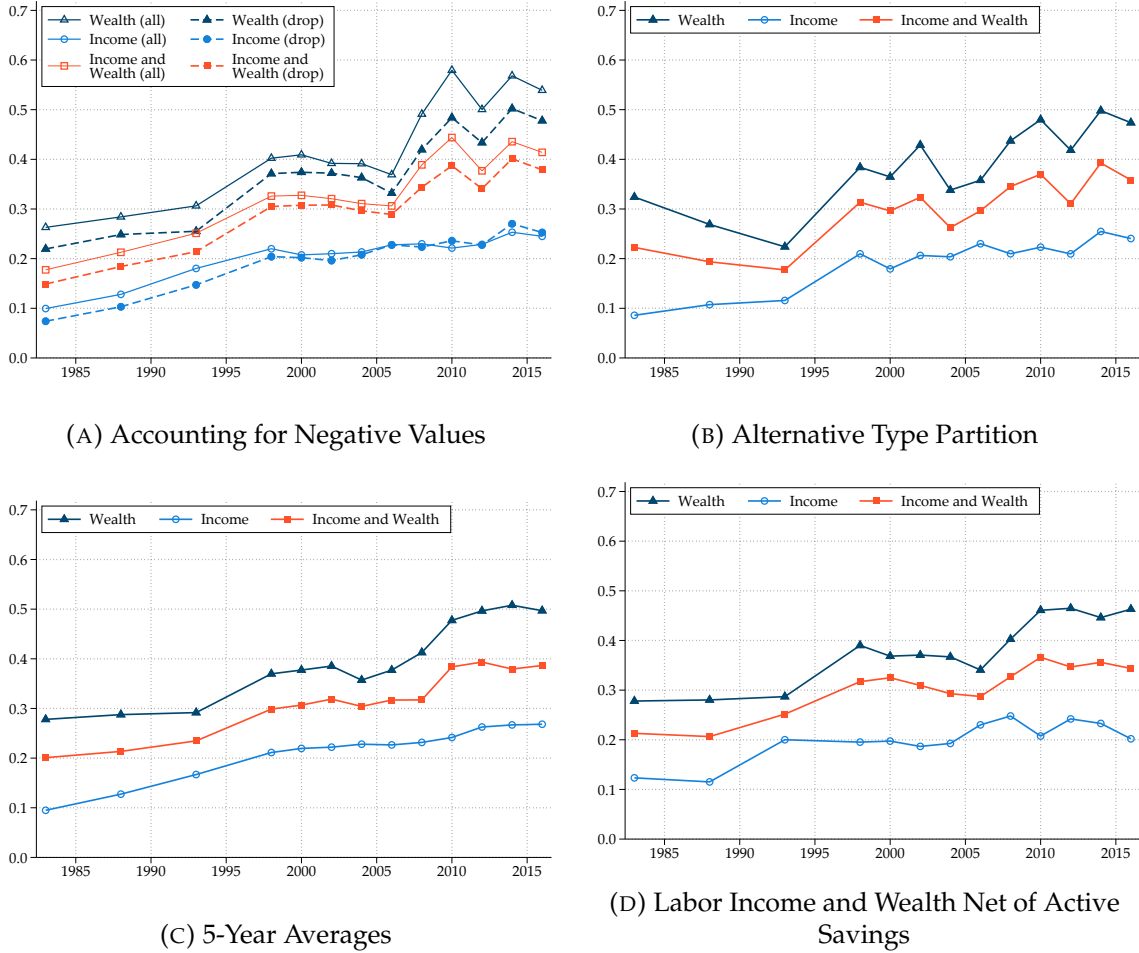 Wealth (all) Wealth (drop)
Income (all) Income (drop)
Income and Wealth (all) Income and Wealth (drop)
0.7
0.6
0.5
0.4
0.3
0.2
0.1
0.0
1985 1990 1995 2000 2005 2010 2015
(A) Accounting for Negative Values
Wealth Income Income and Wealth
0.7
0.6
0.5
0.4
0.3
0.2
0.1
0.0
1985 1990 1995 2000 2005 2010 2015
(B) Alternative Type Partition
Wealth Income Income and Wealth
0.7
0.6
0.5
0.4
0.3
0.2
0.1
0.0
1985 1990 1995 2000 2005 2010 2015
(C) 5-Year Averages
Wealth Income Income and Wealth
0.7
0.6
0.5
0.4
0.3
0.2
0.1
0.0
1985 1990 1995 2000 2005 2010 2015
(D) Labor Income and Wealth Net of Active
Savings